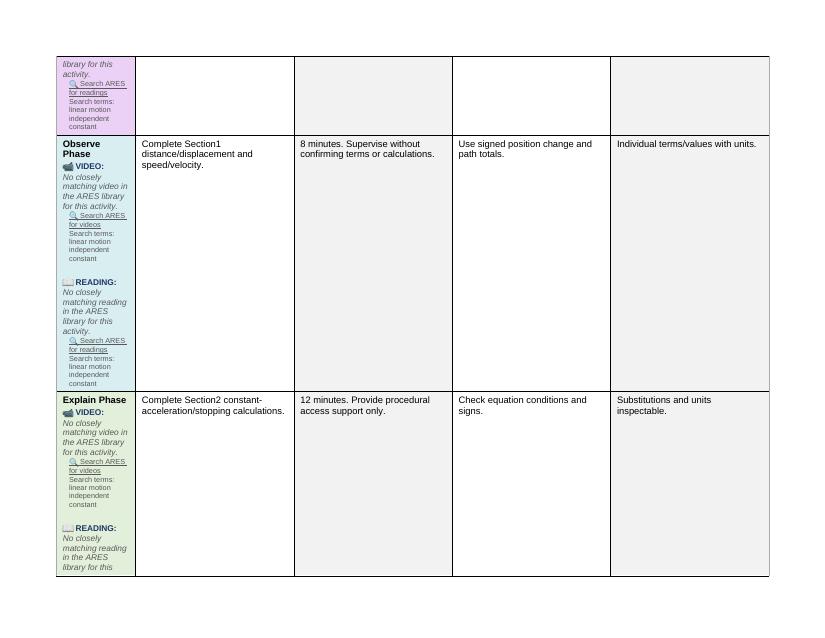 library for this
activity.
🔍 Search ARES
for readings
Search terms:
linear motion
independent
constant
Observe
Phase
📹 VIDEO:
No closely
matching video in
the ARES library
for this activity.
🔍 Search ARES
for videos
Search terms:
linear motion
independent
constant
📖 READING:
No closely
matching reading
in the ARES
library for this
activity.
🔍 Search ARES
for readings
Search terms:
linear motion
independent
constant
Complete Section1
distance/displacement and
speed/velocity.
8 minutes. Supervise without
confirming terms or calculations.
Use signed position change and
path totals.
Individual terms/values with units.
Explain Phase
📹 VIDEO:
No closely
matching video in
the ARES library
for this activity.
🔍 Search ARES
for videos
Search terms:
linear motion
independent
constant
📖 READING:
No closely
matching reading
in the ARES
library for this
Complete Section2 constant-
acceleration/stopping calculations.
12 minutes. Provide procedural
access support only.
Check equation conditions and
signs.
Substitutions and units
inspectable.